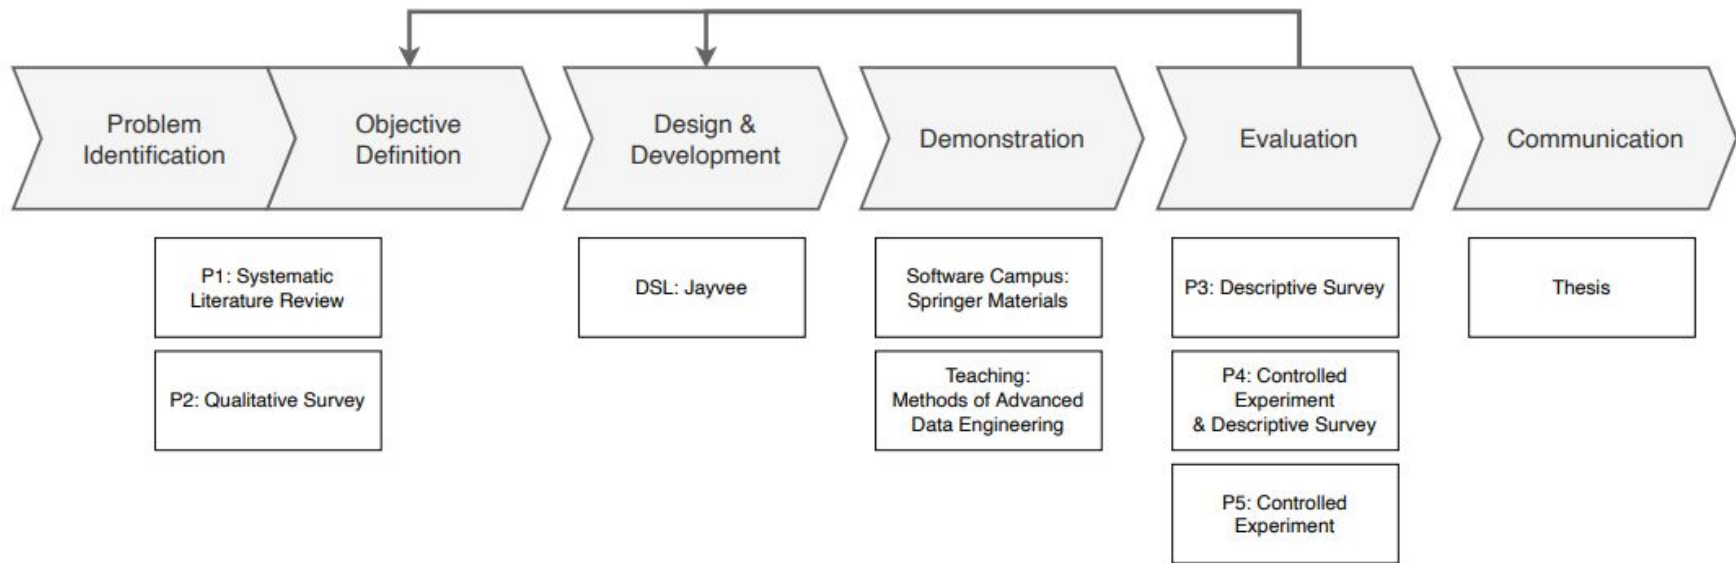 Problem
Identification
Objective
Definition
Design &
Development
Demonstration
Evaluation
Communication
P1: Systematic
Literature Review
P2: Qualitative Survey
DSL: Jayvee
Software Campus:
Springer Materials
Teaching:
Methods of Advanced
Data Engineering
P3: Descriptive Survey
P4: Controlled
Experiment
& Descriptive Survey
P5: Controlled
Experiment
Thesis